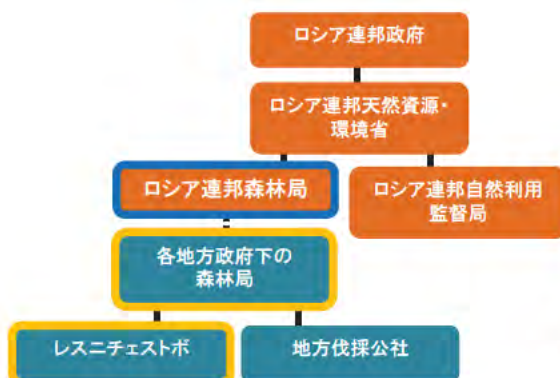 ロシア連邦政府
ロシア連邦天然資源・
環境省
ロシア連邦森林局
ロシア連邦自然利用
監督局
各地方政府下の
森林局
レスニチェストボ
地方伐採公社